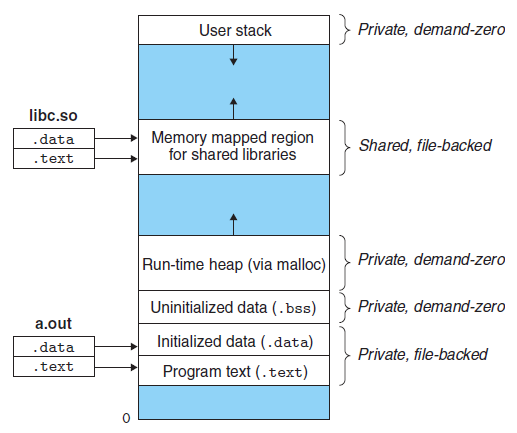 User stack
Private, demand-zero
libc.so
.data
.text
Memory mapped region
for shared libraries
Shared, file-backed
Run-time heap (via malloc)
Private, demand-zero
Uninitialized data (.bss)
Private, demand-zero
a.out
.data
.text
Initialized data (.data)
Program text (.text)
Private, file-backed
0